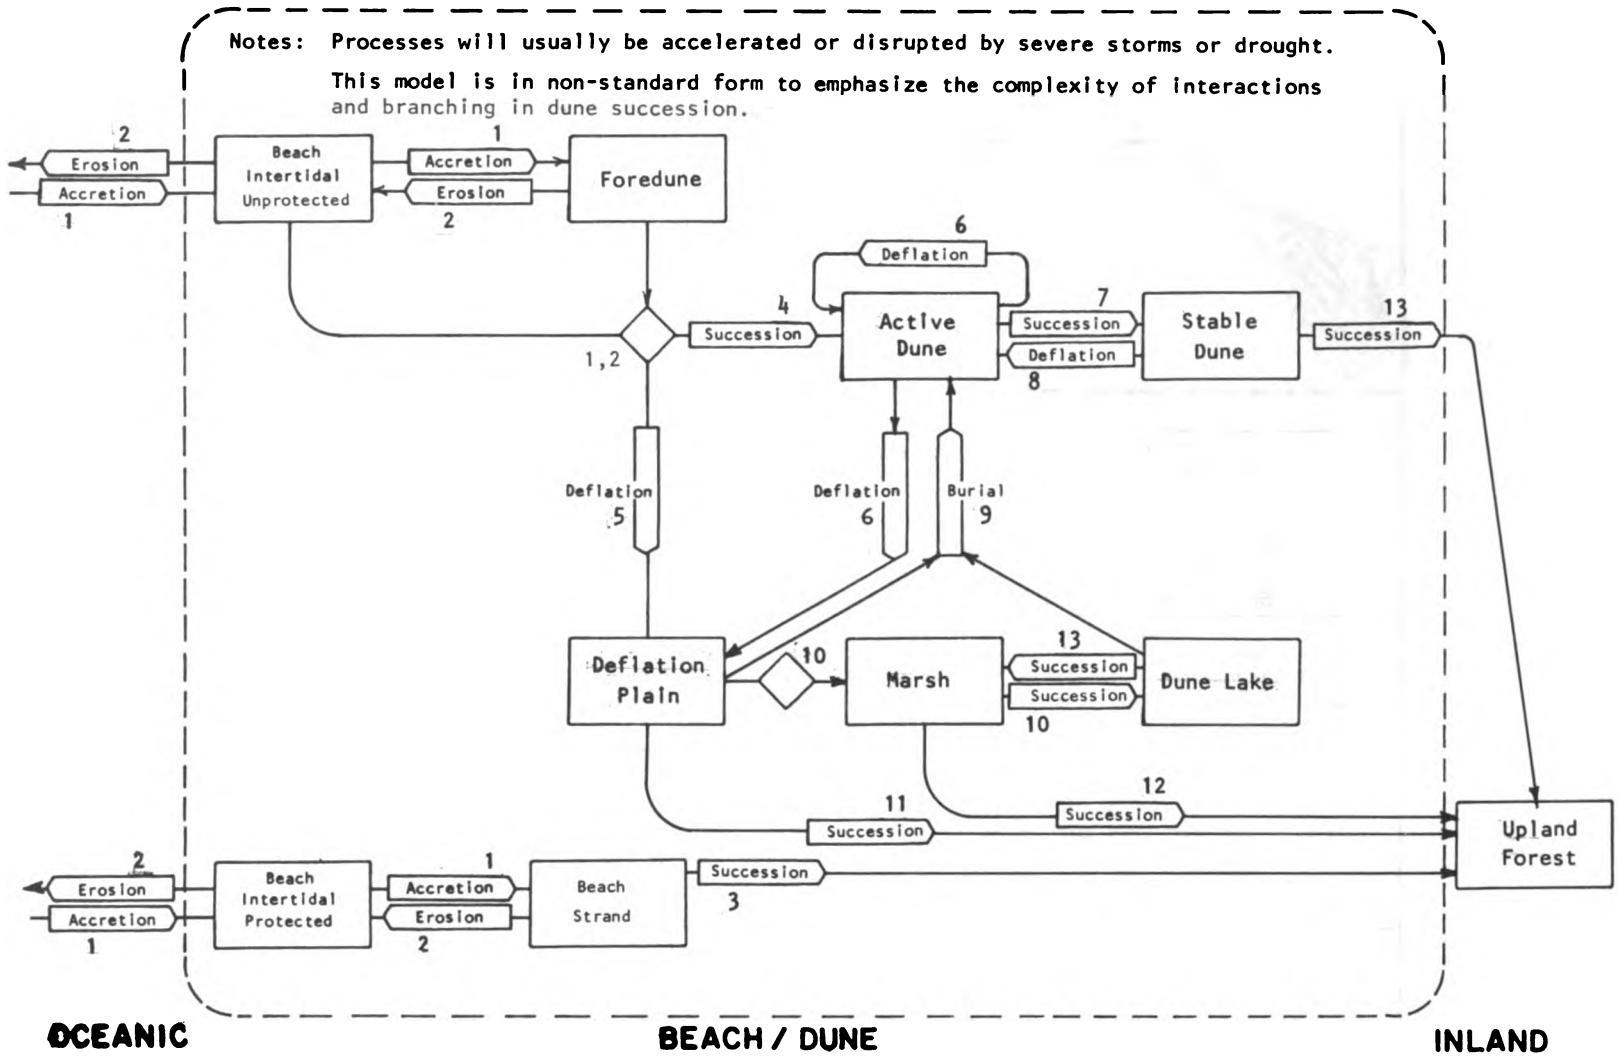 Notes: Processes will usually be accelerated or disrupted by severe storms or drought.
This model is in non-standard form to emphasize the complexity of interactions
and branching in dune succession.
2
Erosion
Accretion
1
Beach
Intertidal
Unprotected
1
Accretion
Erosion
2
Foredune
1,2
4
Succession
6
Deflation
Active
Dune
7
Succession
Deflation
8
Stable
Dune
13
Succession
Deflation
5
Deflation
6
Burial
9
Deflation
Plain
10
Marsh
13
Succession
Succession
10
Dune Lake
12
Succession
11
Succession
Upland
Forest
2
Erosion
Accretion
1
Beach
Intertidal
Protected
1
Accretion
Erosion
2
Beach
Strand
Succession
3
OCEANIC
BEACH / DUNE
INLAND